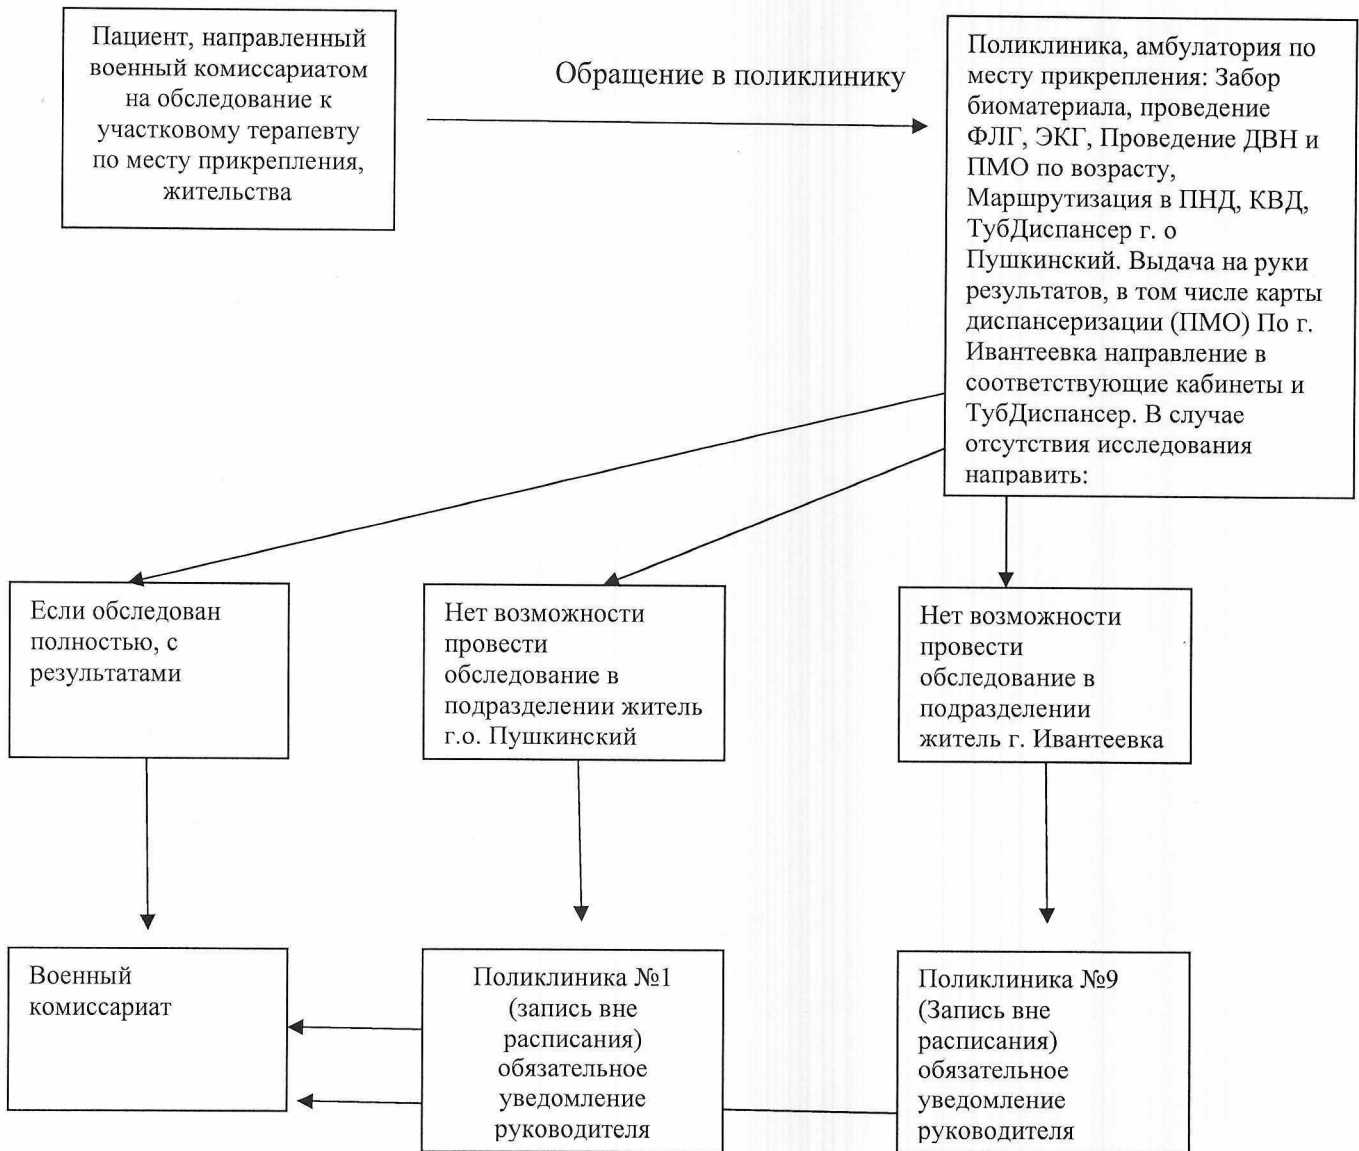 Пациент, направленный
военный комиссариатом
на обследование к
участковому терапевту
по месту прикрепления,
жительства
Обращение в поликлинику
Поликлиника, амбулатория по
месту прикрепления: Забор
биоматериала, проведение
ФЛГ, ЭКГ, Проведение ДВН и
ПМО по возрасту,
Маршрутизация в ПНД, КВД,
ТубДиспансер г. о
Пушкинский. Выдача на руки
результатов, в том числе карты
диспансеризации (ПМО) По г.
Ивантеевка направление в
соответствующие кабинеты и
ТубДиспансер. В случае
отсутствия исследования
направить:
Если обследован
полностью, с
результатами
Нет возможности
провести
обследование в
подразделении житель
г.о. Пушкинский
Нет возможности
провести
обследование в
подразделении
житель г. Ивантеевка
Военный
комиссариат
Поликлиника №1
(запись вне
расписания)
обязательное
уведомление
руководителя
Поликлиника №9
(Запись вне
расписания)
обязательное
уведомление
руководителя